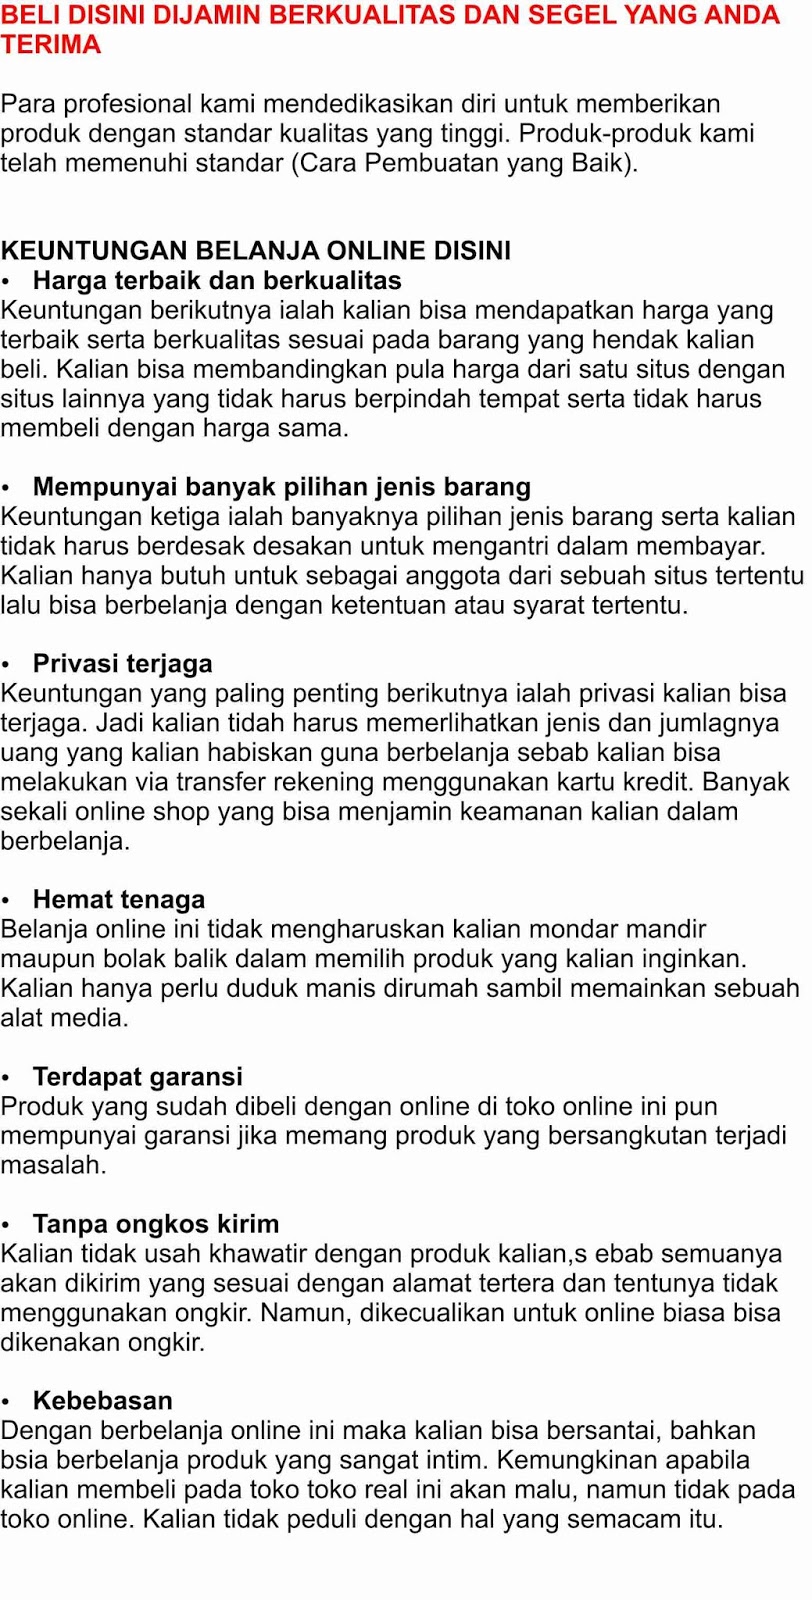 BELI DISINI DIJAMIN BERKUALITAS DAN SEGEL YANG ANDA
TERIMA
Para profesional kami mendedikasikan diri untuk memberikan
produk dengan standar kualitas yang tinggi. Produk-produk kami
telah memenuhi standar (Cara Pembuatan yang Baik).
KEUNTUNGAN BELANJA ONLINE DISINI
• Harga terbaik dan berkualitas
Keuntungan berikutnya ialah kalian bisa mendapatkan harga yang
terbaik serta berkualitas sesuai pada barang yang hendak kalian
beli. Kalian bisa membandingkan pula harga dari satu situs dengan
situs lainnya yang tidak harus berpindah tempat serta tidak harus
membeli dengan harga sama.
• Mempunyai banyak pilihan jenis barang
Keuntungan ketiga ialah banyaknya pilihan jenis barang serta kalian
tidak harus berdesak desakan untuk mengantri dalam membayar.
Kalian hanya butuh untuk sebagai anggota dari sebuah situs tertentu
lalu bisa berbelanja dengan ketentuan atau syarat tertentu.
• Privasi terjaga
Keuntungan yang paling penting berikutnya ialah privasi kalian bisa
terjaga. Jadi kalian tidah harus memerlihatkan jenis dan jumlagnya
uang yang kalian habiskan guna berbelanja sebab kalian bisa
melakukan via transfer rekening menggunakan kartu kredit. Banyak
sekali online shop yang bisa menjamin keamanan kalian dalam
berbelanja.
• Hemat tenaga
Belanja online ini tidak mengharuskan kalian mondar mandir
maupun bolak balik dalam memilih produk yang kalian inginkan.
Kalian hanya perlu duduk manis dirumah sambil memainkan sebuah
alat media.
• Terdapat garansi
Produk yang sudah dibeli dengan online di toko online ini pun
mempunyai garansi jika memang produk yang bersangkutan terjadi
masalah.
• Tanpa ongkos kirim
Kalian tidak usah khawatir dengan produk kalian,s ebab semuanya
akan dikirim yang sesuai dengan alamat tertera dan tentunya tidak
menggunakan ongkir. Namun, dikecualikan untuk online biasa bisa
dikenakan ongkir.
• Kebebasan
Dengan berbelanja online ini maka kalian bisa bersantai, bahkan
bsia berbelanja produk yang sangat intim. Kemungkinan apabila
kalian membeli pada toko toko real ini akan malu, namun tidak pada
toko online. Kalian tidak peduli dengan hal yang semacam itu.